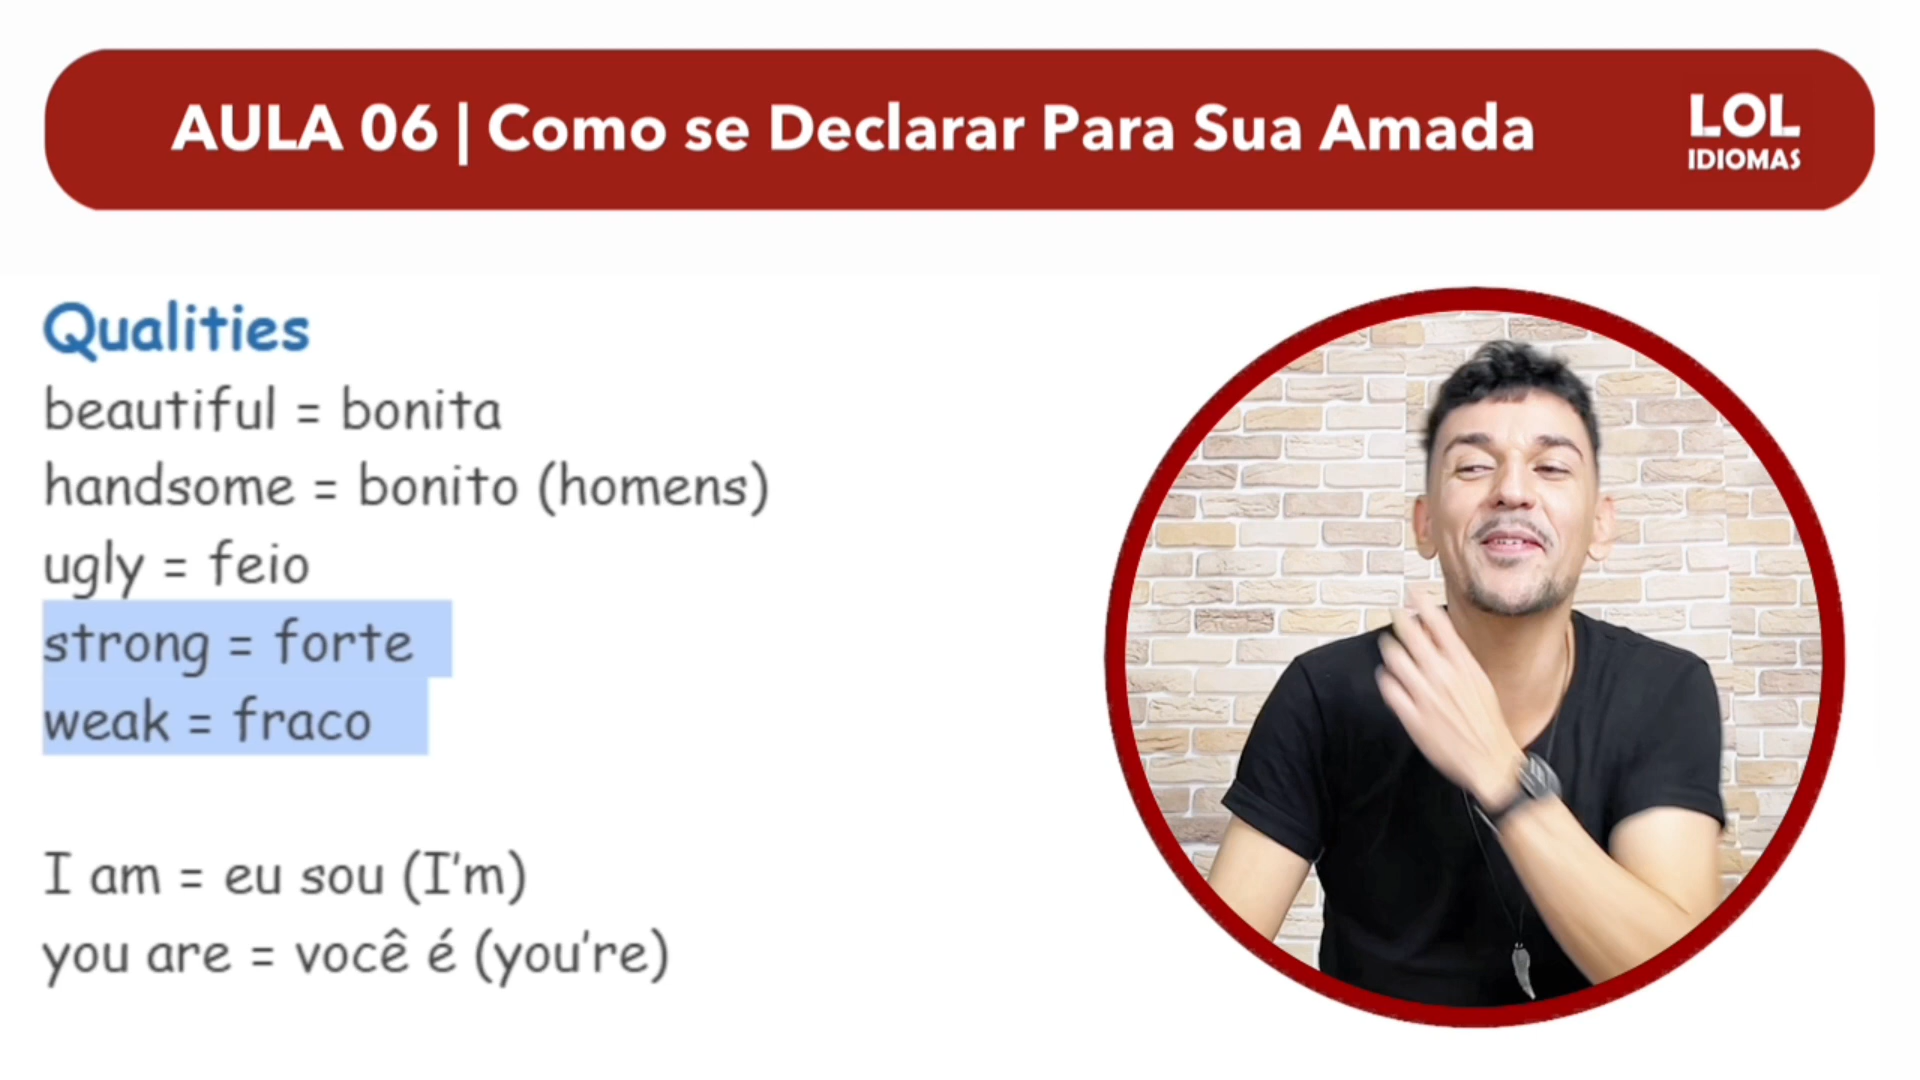 AULA 06 | Como se Declarar Para Sua Amada
LOL
IDIOMAS
Qualities
beautiful = bonita
handsome = bonito (homens)
ugly = feio
strong = forte
weak = fraco
I am = eu sou (I'm)
you are = você é (you're)